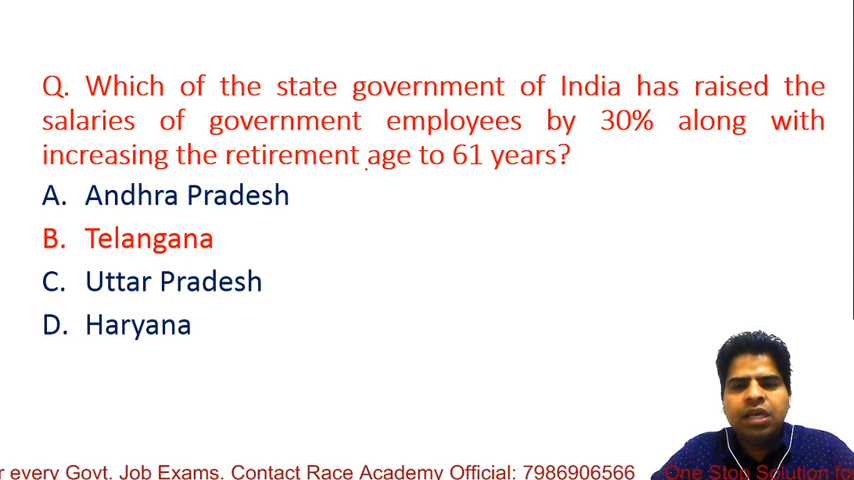 Q. Which of the state government of India has raised the
salaries of government employees by 30% along with
increasing the retirement age to 61 years?
A. Andhra Pradesh
B. Telangana
C. Uttar Pradesh
D. Haryana
r every Govt. Job Exams. Contact Race Academy Official: 7986906566 One Stop Solution fo